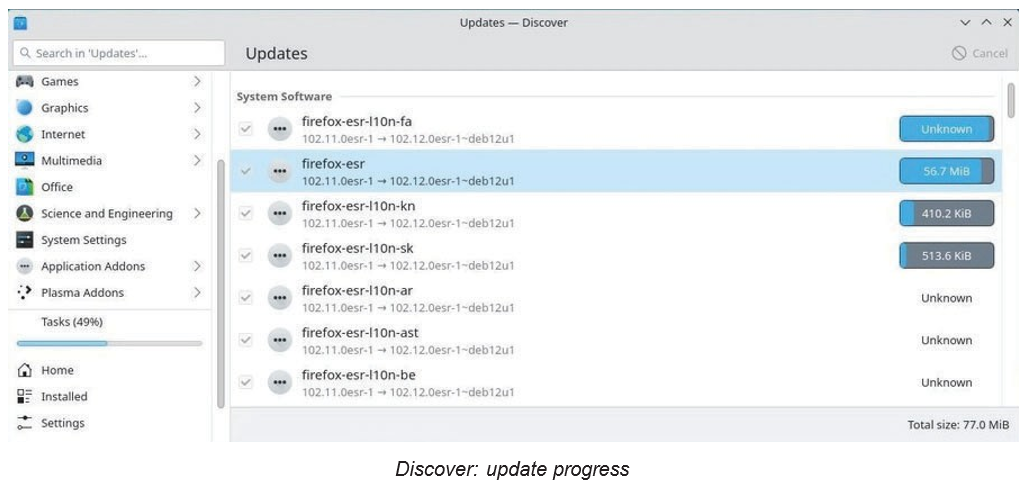 Updates — Discover
Search in 'Updates'...
Updates
Cancel
Games
Graphics
Internet
Multimedia
Office
Science and Engineering
System Settings
Application Addons
Plasma Addons
Tasks (49%)
Home
Installed
Settings
System Software
firefox-esr-l10n-fa
102.11.0esr-1 → 102.12.0esr-1~deb12u1
Unknown
firefox-esr
102.11.0esr-1 → 102.12.0esr-1~deb12u1
56.7 MiB
firefox-esr-l10n-kn
102.11.0esr-1 → 102.12.0esr-1~deb12u1
410.2 KiB
firefox-esr-l10n-sk
102.11.0esr-1 → 102.12.0esr-1~deb12u1
513.6 KiB
firefox-esr-l10n-ar
102.11.0esr-1 → 102.12.0esr-1~deb12u1
Unknown
firefox-esr-l10n-ast
102.11.0esr-1 → 102.12.0esr-1~deb12u1
Unknown
firefox-esr-l10n-be
102.11.0esr-1 → 102.12.0esr-1~deb12u1
Unknown
Total size: 77.0 MiB
Discover: update progress